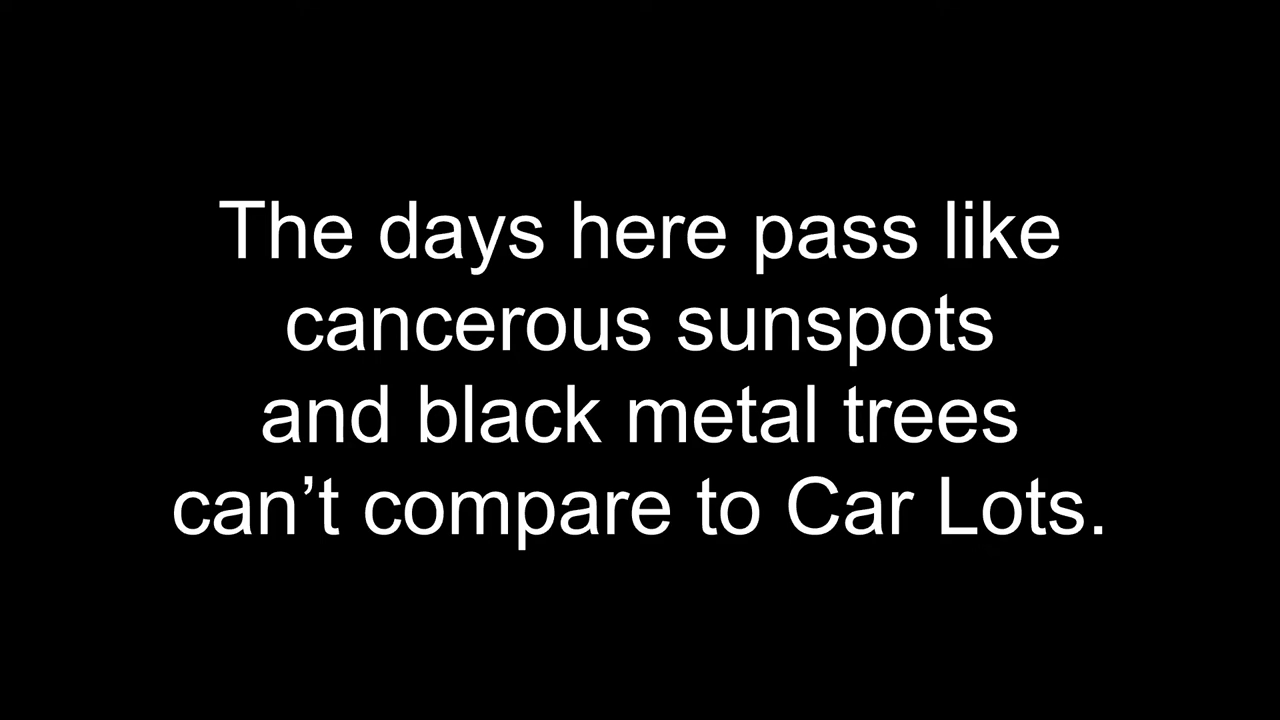 The days here pass like
cancerous sunspots
and black metal trees
can’t compare to Car Lots.